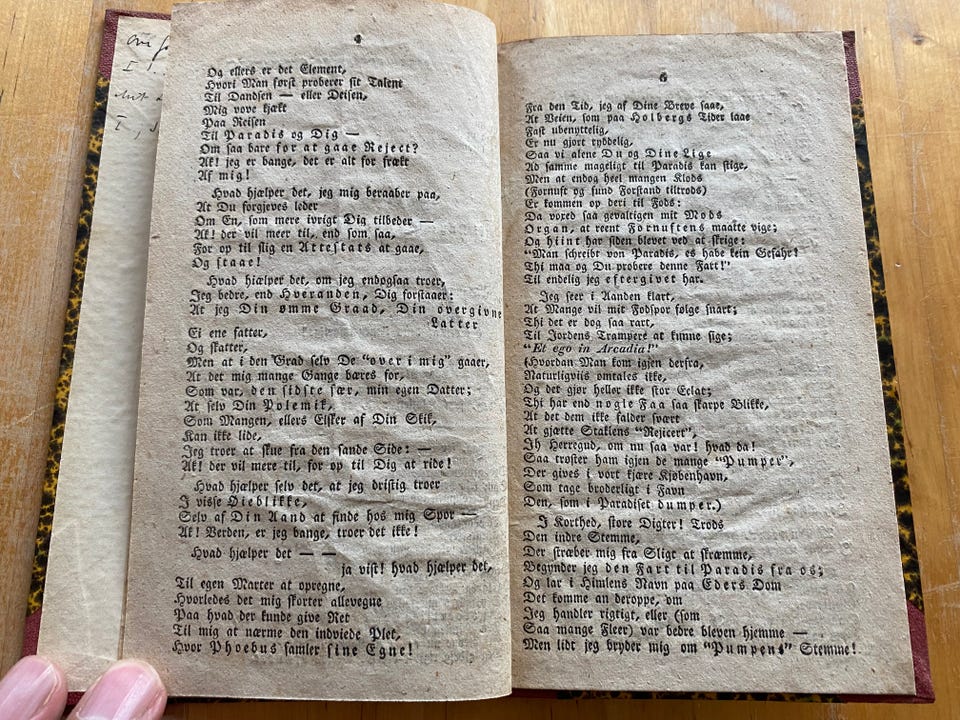 4
Og ellers er det Element,
Hvori Man først proberer sit Talent
Til Dandsen — eller Deisen,
Mig vove kjækt
Paa Reisen
Til Paradis og Dig —
Om saa bare for at gaae Reject?
Ak! jeg er bange, det er alt for frækt
Af mig!
Hvad hjælper det, jeg mig beraaber paa,
At Du forgjeves leder
Om En, som mere ivrigt Dig tilbeder —
Ak! der vil meer til, end som saa,
For op til slig en Attestats at gaae,
Og staae!
Hvad hjælper det, om jeg endogsaa troer,
Jeg bedre, end Hveranden, Dig forstaaer:
At jeg Din ømme Graad, Din overgivne
Latter
Ei ene fatter,
Og skatter,
Men at i den Grad selv De "over i mig" gaaer,
At det mig mange Gange bæres for,
Som var, den sidste sær, min egen Datter;
At selv Din Polemik,
Som Mangen, ellers Elsker af Din Skik,
Kan ikke lide,
Jeg troer at skue fra den sande Side: —
Ak! der vil mere til, for op til Dig at ride!
Hvad hjælper selv det, at jeg dristig troer
I visse Øieblikke,
Selv af Din Aand at finde hos mig Spor —
Ak! Verden, er jeg bange, troer det ikke!
Hvad hjælper det — —
ja vist! hvad hjælper det,
Til egen Marter at opregne,
Hvorledes det mig skorter allevegne
Paa hvad der kunde give Ret
Til mig at nærme den indviede Plet,
Hvor Phoebus samler sine Egne!
5
Fra den Tid, jeg af Dine Breve saae,
At Veien, som paa Holbergs Tider laae
Fast ubenyttelig,
Er nu gjort ryddelig,
Saa vi alene Du og Dine Lige
Ad samme mageligt til Paradis kan stige,
Men at endog heel mangen Klods
(Fornuft og sund Forstand tiltrods)
Er kommen op deri til Fods:
Da vored saa gevaltigen mit Mods
Organ, at reent Fornuftens maatte vige;
Og hiint har siden blevet ved at skrige:
"Man schreibt von Paradis, es habe kein Gefahr!
Thi maa og Du probere denne Fart!"
Til endelig jeg eftergivet har.
Jeg seer i Aanden klart,
At Mange vil mit Fodspor følge snart;
Thi det er dog saa rart,
Til Jordens Trampere at kunne sige;
"Et ego in Arcadia!"
(Hvordan Man kom igjen derfra,
Naturligviis omtales ikke,
Og det gjør heller ikke stor Eclat;
Thi har end nogle Faa saa skarpe Blikke,
At det dem ikke falder svært
At gjætte Staklens "Rejicert",
Ih Herregud, om nu saa var! hvad da!
Saa trøster ham igjen de mange "Pumper",
Der gives i vort kjære Kjøbenhavn,
Som tage broderligt i Favn
Den, som i Paradiset dumper.)
I Korthed, store Digter! Trods
Den indre Stemme,
Der stræber mig fra Sligt at skræmme,
Begynder jeg den Fart til Paradis fra os;
Og lar i Himlens Navn paa Eders Dom
Det komme an deroppe, om
Jeg handler rigtigt, eller (som
Saa mange Fleer) var bedre bleven hjemme —
Men lidt jeg bryder mig om "Pumpens" Stemme!